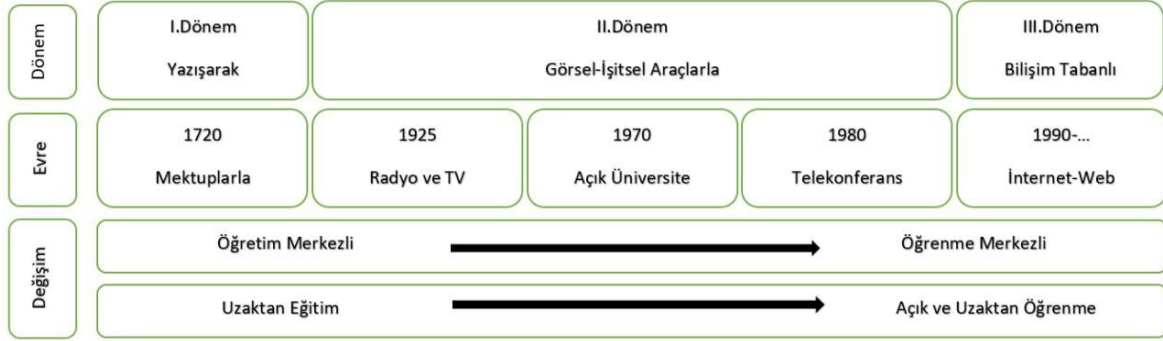 Dönem
I.Dönem
Yazışarak
II.Dönem
Görsel-İşitsel Araçlarla
III.Dönem
Bilişim Tabanlı
Evre
1720
Mektuplarla
1925
Radyo ve TV
1970
Açık Üniversite
1980
Telekonferans
1990-...
İnternet-Web
Değişim
Öğretim Merkezli
Öğrenme Merkezli
Uzaktan Eğitim
Açık ve Uzaktan Öğrenme